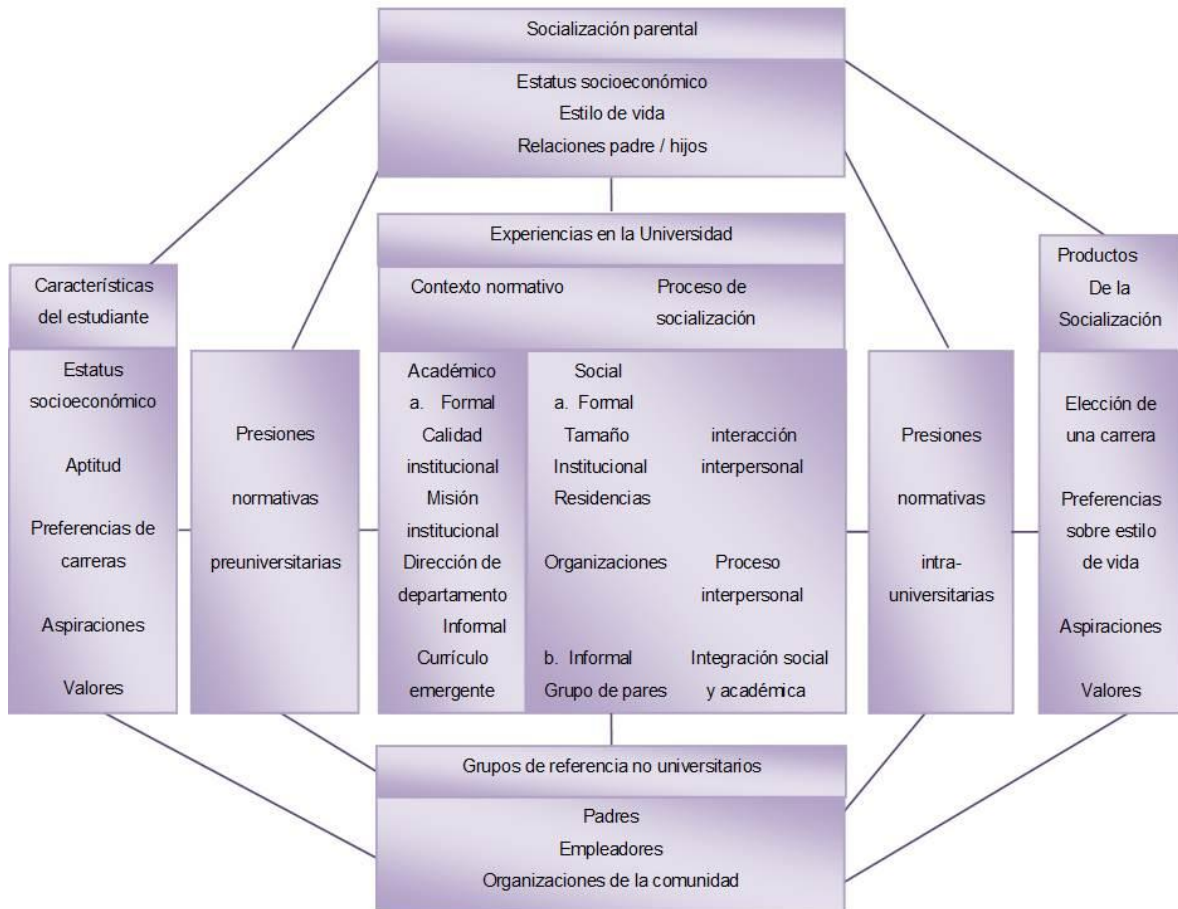 Socialización parental
Estatus socioeconómico
Estilo de vida
Relaciones padre / hijos
Características
del estudiante
Estatus
socioeconómico
Aptitud
Preferencias de
carreras
Aspiraciones
Valores
Presiones
normativas
preuniversitarias
Experiencias en la Universidad
Contexto normativo
Proceso de
socialización
Académico
a. Formal
Calidad
institucional
Misión
institucional
Dirección de
departamento
Informal
Currículo
emergente
Social
a. Formal
Tamaño
Institucional
Residencias
Organizaciones
b. Informal
Grupo de pares
interacción
interpersonal
Proceso
interpersonal
Integración social
y académica
Presiones
normativas
intra-
universitarias
Productos
De la
Socialización
Elección de
una carrera
Preferencias
sobre estilo
de vida
Aspiraciones
Valores
Grupos de referencia no universitarios
Padres
Empleadores
Organizaciones de la comunidad